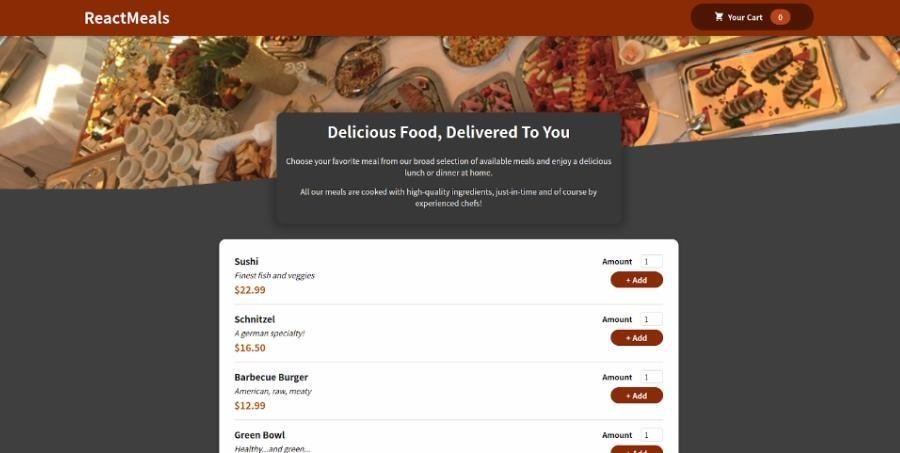 ReactMeals
Your Cart 0
Delicious Food, Delivered To You
Choose your favorite meal from our broad selection of available meals and enjoy a delicious
lunch or dinner at home.
All our meals are cooked with high-quality ingredients, just-in-time and of course by
experienced chefs!
Sushi
Finest fish and veggies
$22.99
Amount 1
+ Add
Schnitzel
A german specialty!
$16.50
Amount 1
+ Add
Barbecue Burger
American, raw, meaty
$12.99
Amount 1
+ Add
Green Bowl
Healthy...and green...
Amount 1